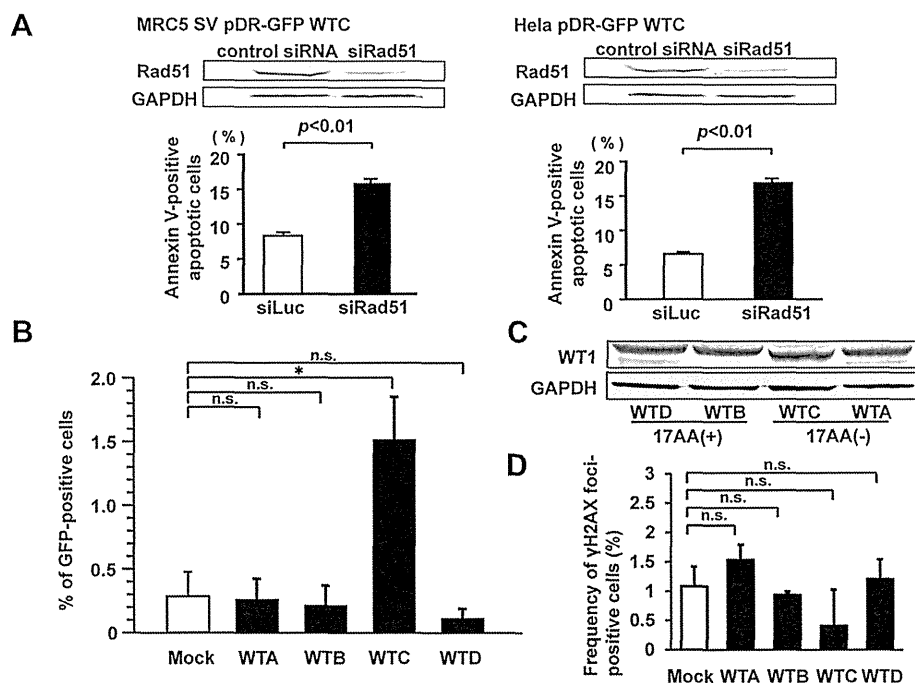 A
MRC5 SV pDR-GFP WTC
control siRNA siRad51
Rad51
GAPDH
p<0.01
(%)
20
15
10
5
0
Annexin V-positive
apoptotic cells
siLuc siRad51
Hela pDR-GFP WTC
control siRNA siRad51
Rad51
GAPDH
p<0.01
(%)
20
15
10
5
0
Annexin V-positive
apoptotic cells
siLuc siRad51
B
n.s.
*
n.s.
n.s.
2.0
1.5
1.0
0.5
0
% of GFP-positive cells
Mock WTA WTB WTC WTD
C
WT1
GAPDH
WTD WTB WTC WTA
17AA(+) 17AA(-)
D
n.s.
n.s.
n.s.
n.s.
3
2.5
2
1.5
1
0.5
0
Frequency of γH2AX foci-
positive cells (%)
Mock WTA WTB WTC WTD